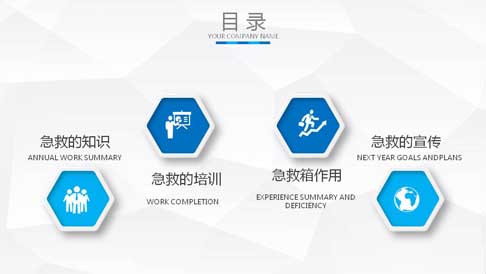 目录
YOUR COMPANY NAME
急救的知识
ANNUAL WORK SUMMARY
急救的培训
WORK COMPLETION
急救箱作用
EXPERIENCE SUMMARY AND
DEFICIENCY
急救的宣传
NEXT YEAR GOALS ANDPLANS